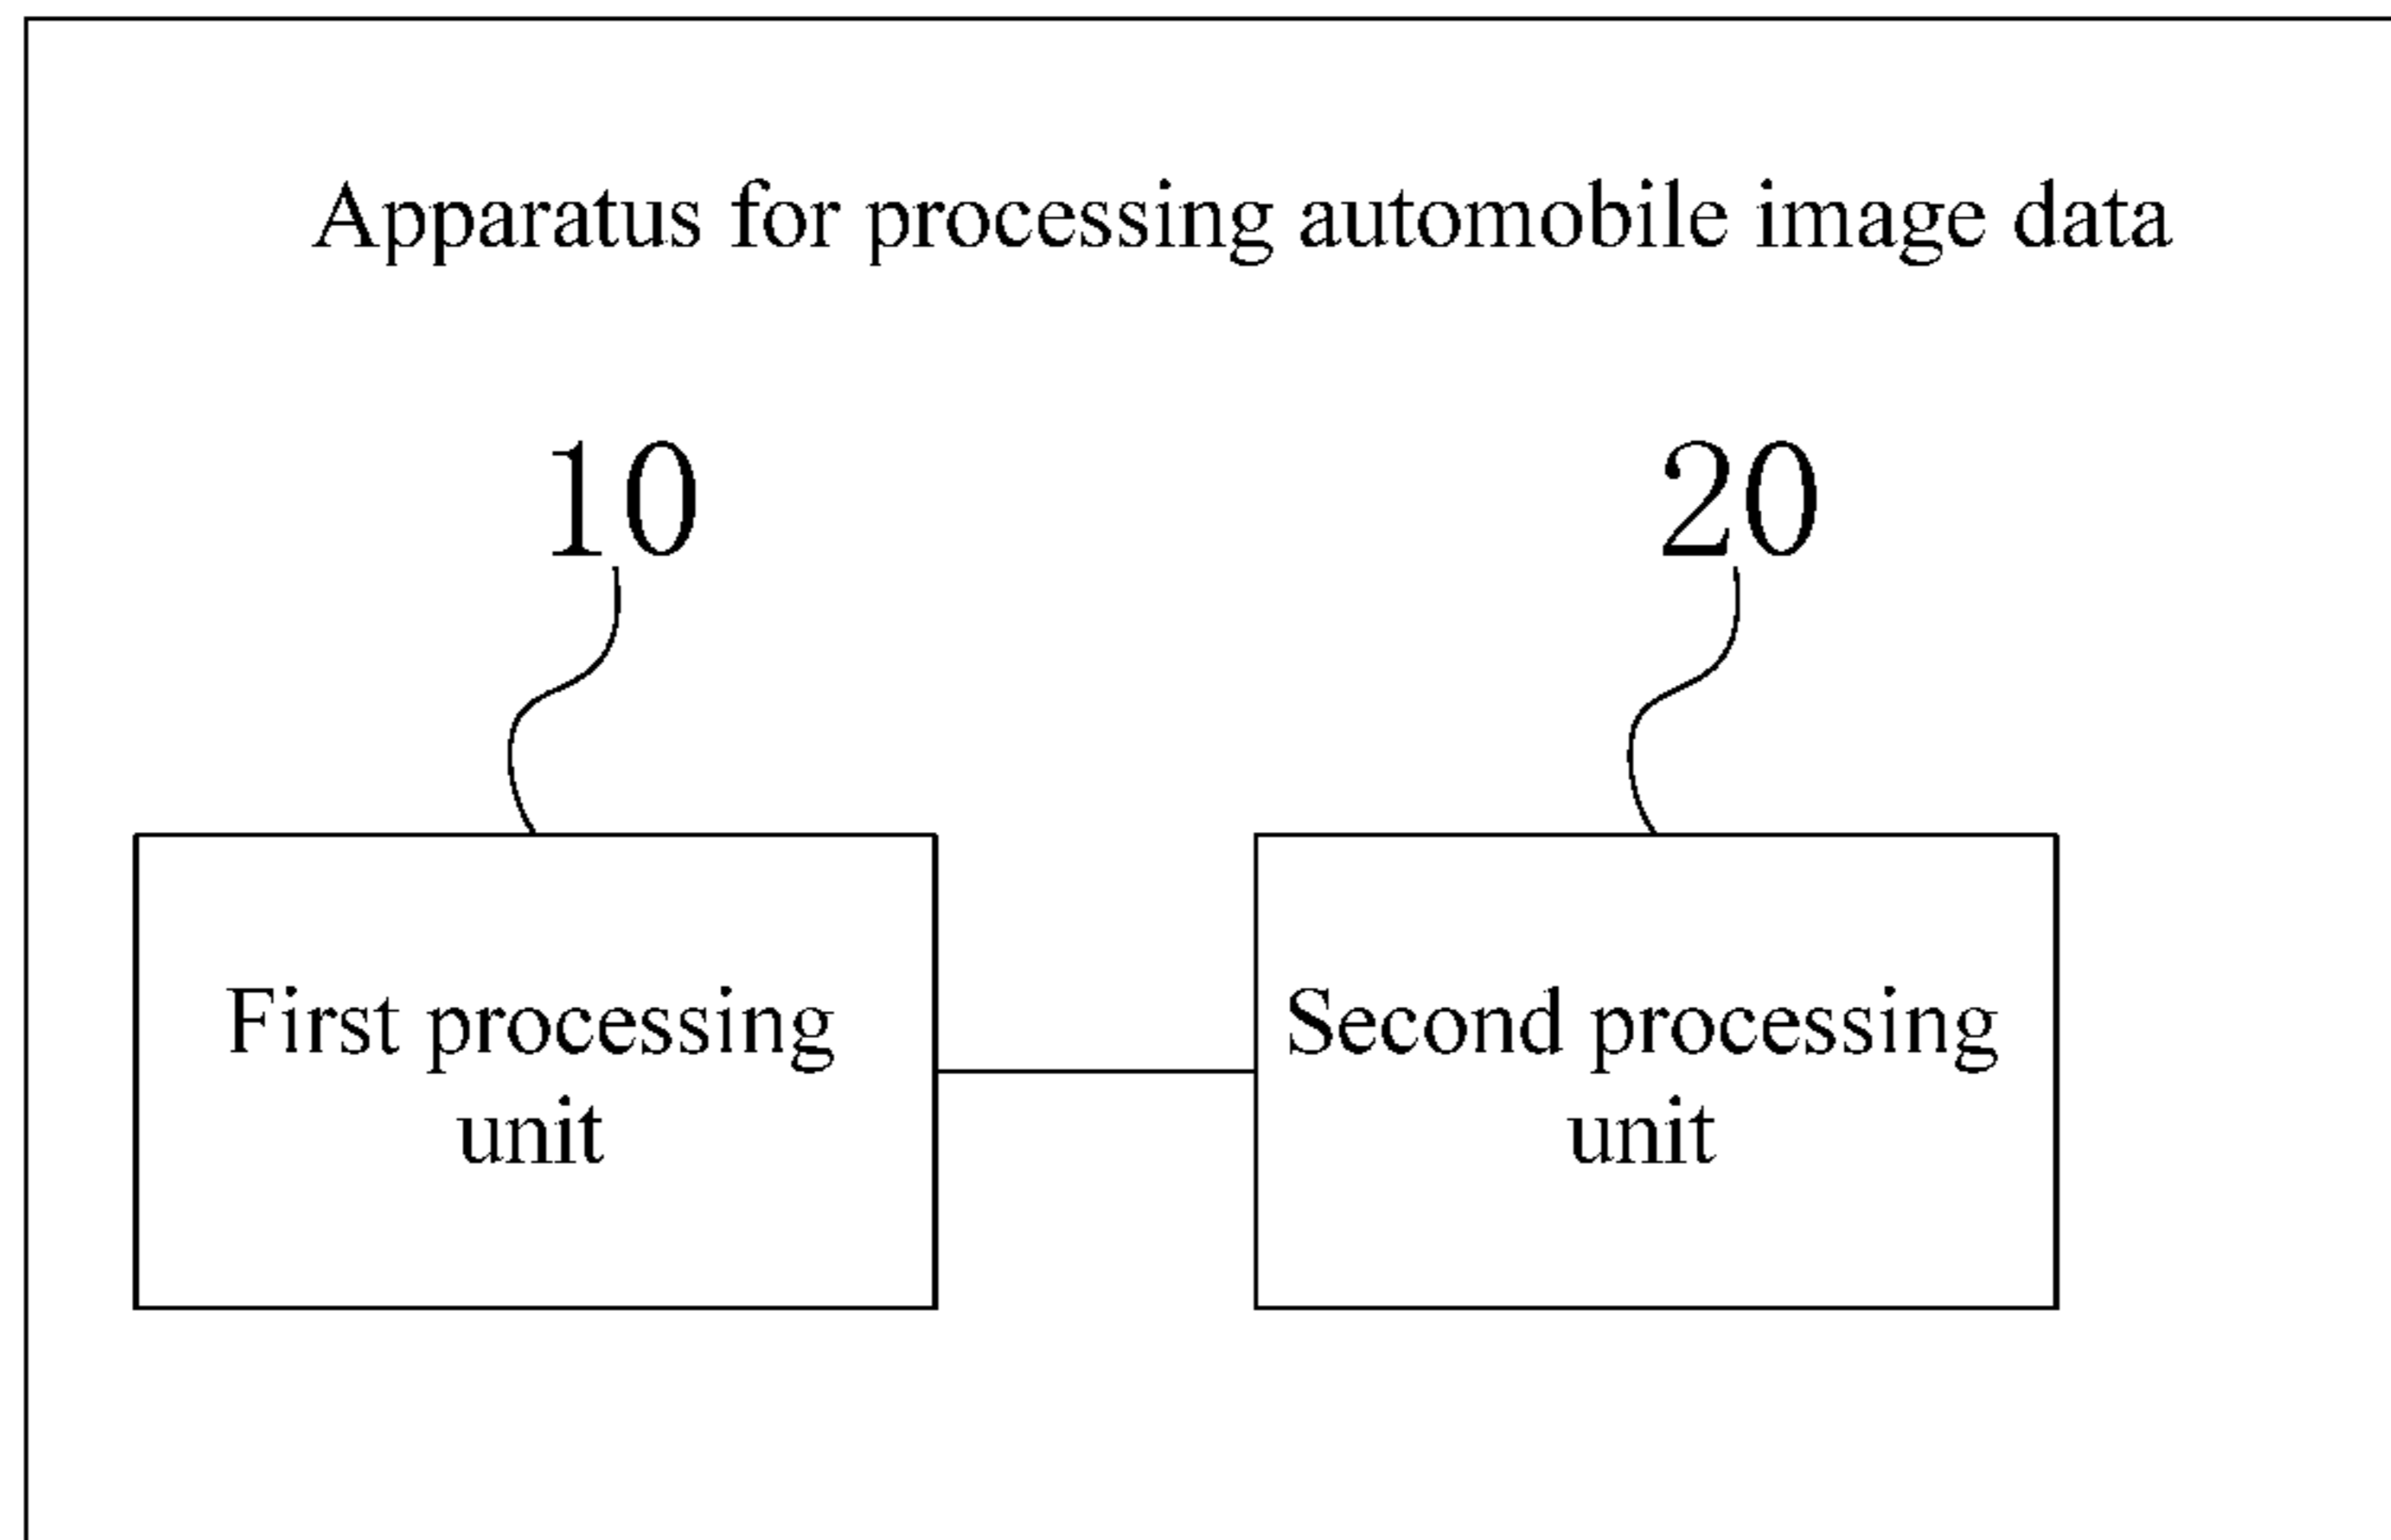 Apparatus for processing automobile image data
10
20
First processing
unit
Second processing
unit